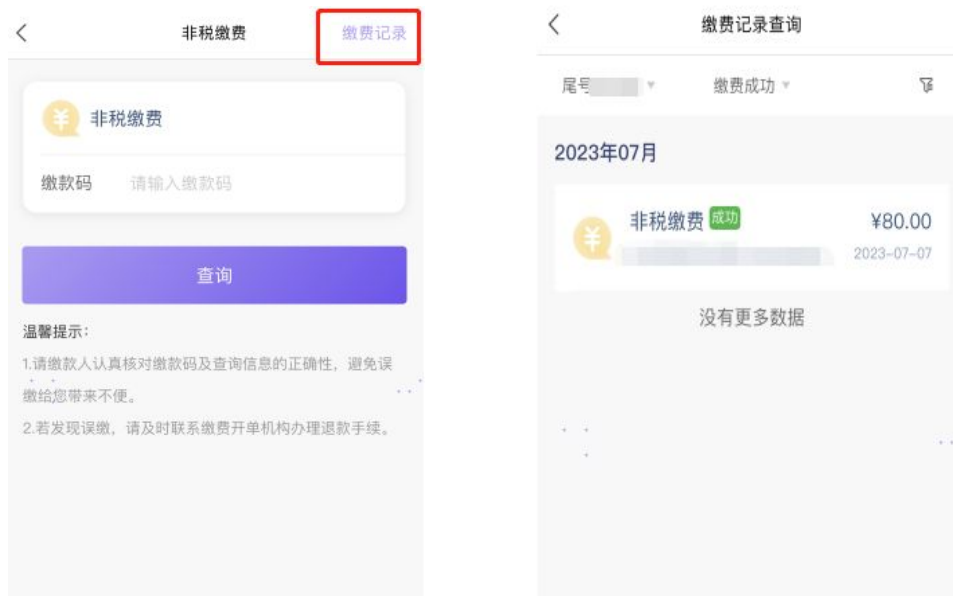 非税缴费
缴费记录
非税缴费
缴款码 请输入缴款码
查询
温馨提示：
1.请缴款人认真核对缴款码及查询信息的正确性，避免误
缴给您带来不便。
2.若发现误缴，请及时联系缴费开单机构办理退款手续。
缴费记录查询
尾号 缴费成功
2023年07月
非税缴费 成功 ¥80.00
2023-07-07
没有更多数据